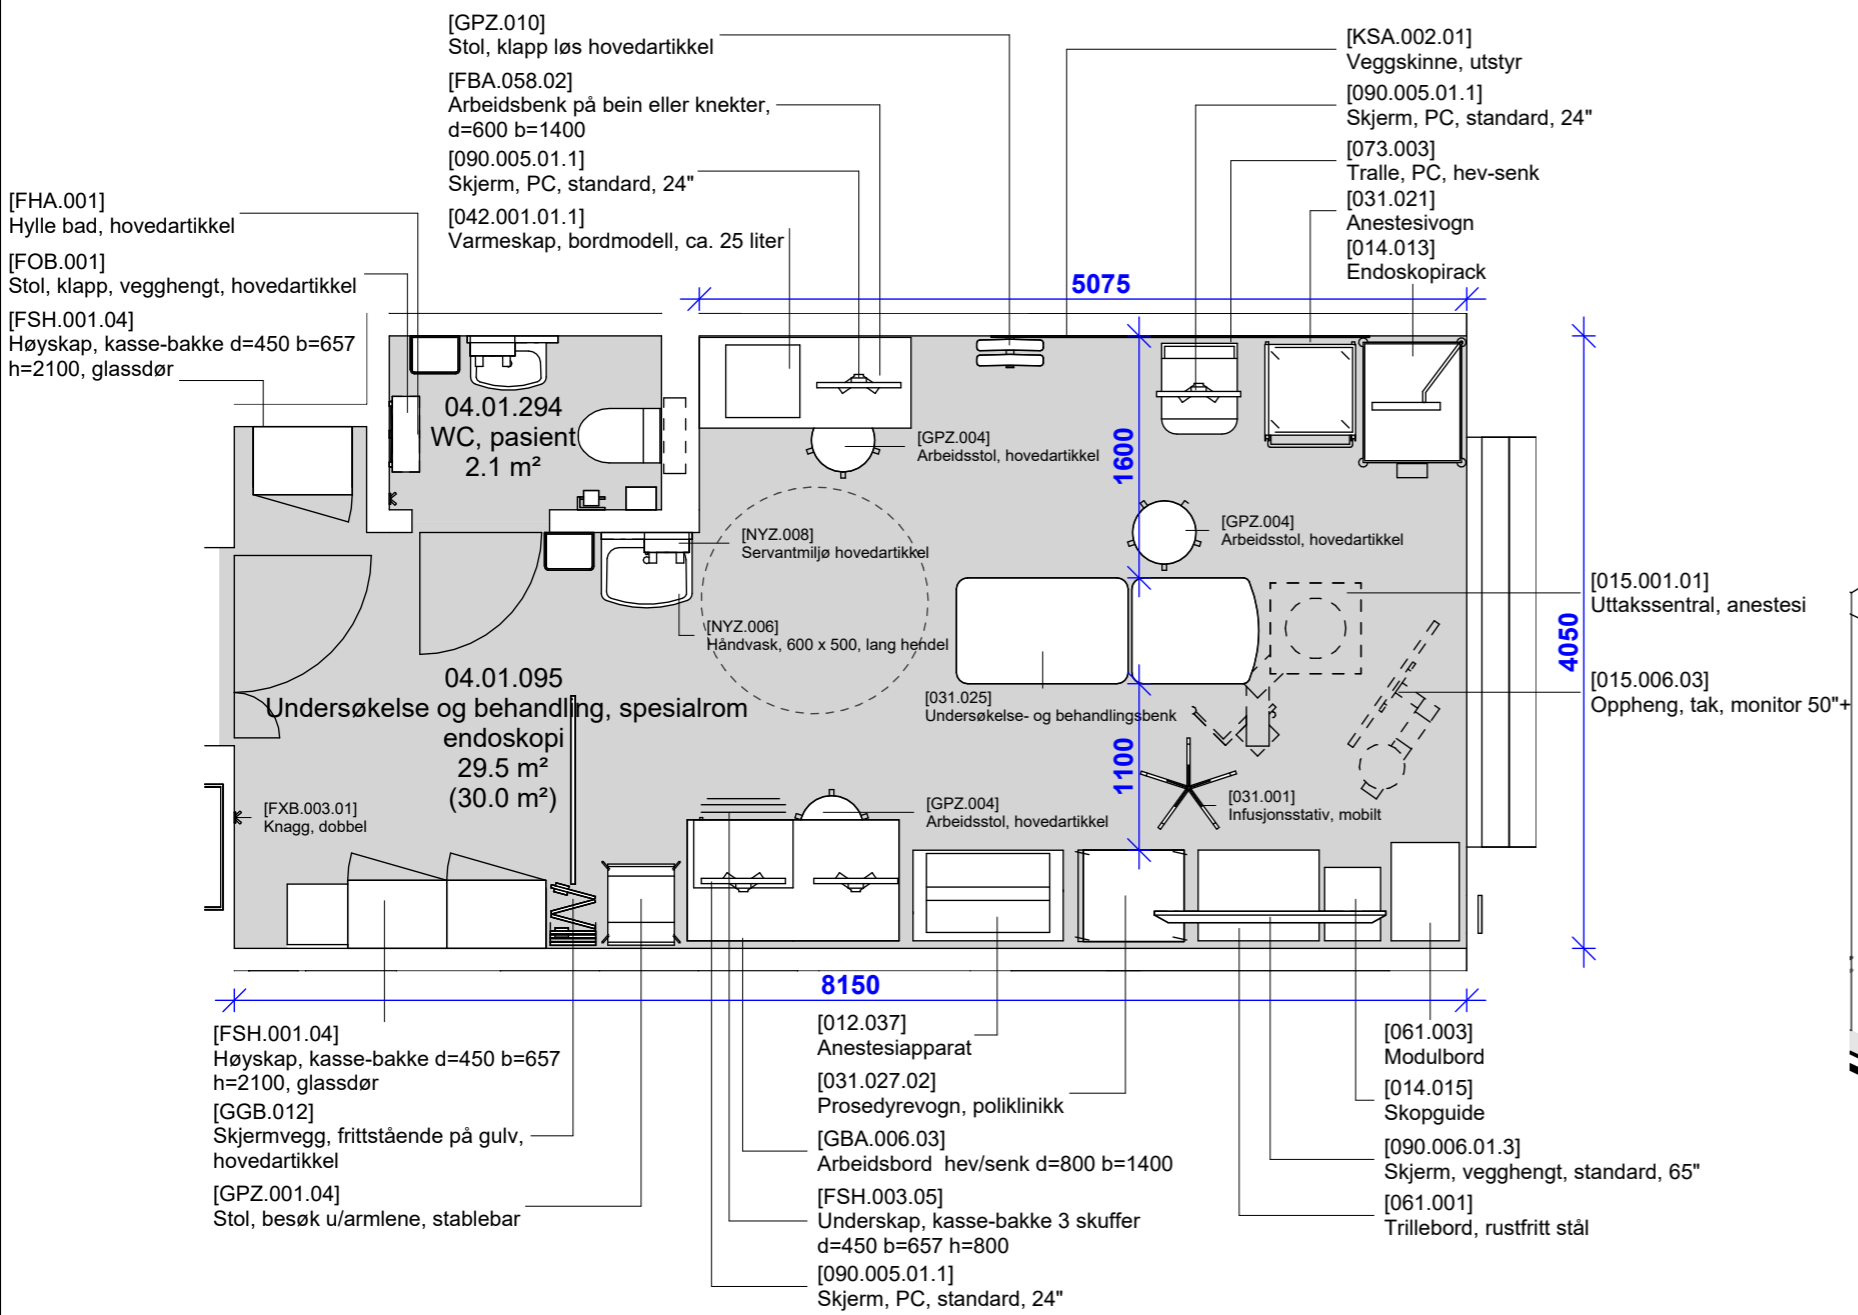 [GPZ.010]
Stol, klapp løs hovedartikkel
[FBA.058.02]
Arbeidsbenk på bein eller knekter,
d=600 b=1400
[090.005.01.1]
Skjerm, PC, standard, 24"
[042.001.01.1]
Varmeskap, bordmodell, ca. 25 liter
[KSA.002.01]
Veggskinne, utstyr
[090.005.01.1]
Skjerm, PC, standard, 24"
[073.003]
Tralle, PC, hev-senk
[031.021]
Anestesivogn
[014.013]
Endoskopirack
[FHA.001]
Hylle bad, hovedartikkel
[FOB.001]
Stol, klapp, vegghengt, hovedartikkel
[FSH.001.04]
Høyskap, kasse-bakke d=450 b=657
h=2100, glassdør
5075
04.01.294
WC, pasient
2.1 m²
[GPZ.004]
Arbeidsstol, hovedartikkel
1600
[GPZ.004]
Arbeidsstol, hovedartikkel
[NYZ.008]
Servantmiljø hovedartikkel
[NYZ.006]
Håndvask, 600 x 500, lang hendel
[015.001.01]
Uttakssentral, anestesi
4050
[015.006.03]
Oppheng, tak, monitor 50"+
04.01.095
Undersøkelse og behandling, spesialrom
endoskopi
29.5 m²
(30.0 m²)
[031.025]
Undersøkelse- og behandlingsbenk
1100
[FXB.003.01]
Knagg, dobbel
[GPZ.004]
Arbeidsstol, hovedartikkel
[031.001]
Infusjonsstativ, mobilt
8150
[FSH.001.04]
Høyskap, kasse-bakke d=450 b=657
h=2100, glassdør
[GGB.012]
Skjermvegg, frittstående på gulv,
hovedartikkel
[GPZ.001.04]
Stol, besøk u/armlene, stablebar
[012.037]
Anestesiapparat
[031.027.02]
Prosedyrevogn, poliklinikk
[GBA.006.03]
Arbeidsbord  hev/senk d=800 b=1400
[FSH.003.05]
Underskap, kasse-bakke 3 skuffer
d=450 b=657 h=800
[090.005.01.1]
Skjerm, PC, standard, 24"
[061.003]
Modulbord
[014.015]
Skopguide
[090.006.01.3]
Skjerm, vegghengt, standard, 65"
[061.001]
Trillebord, rustfritt stål